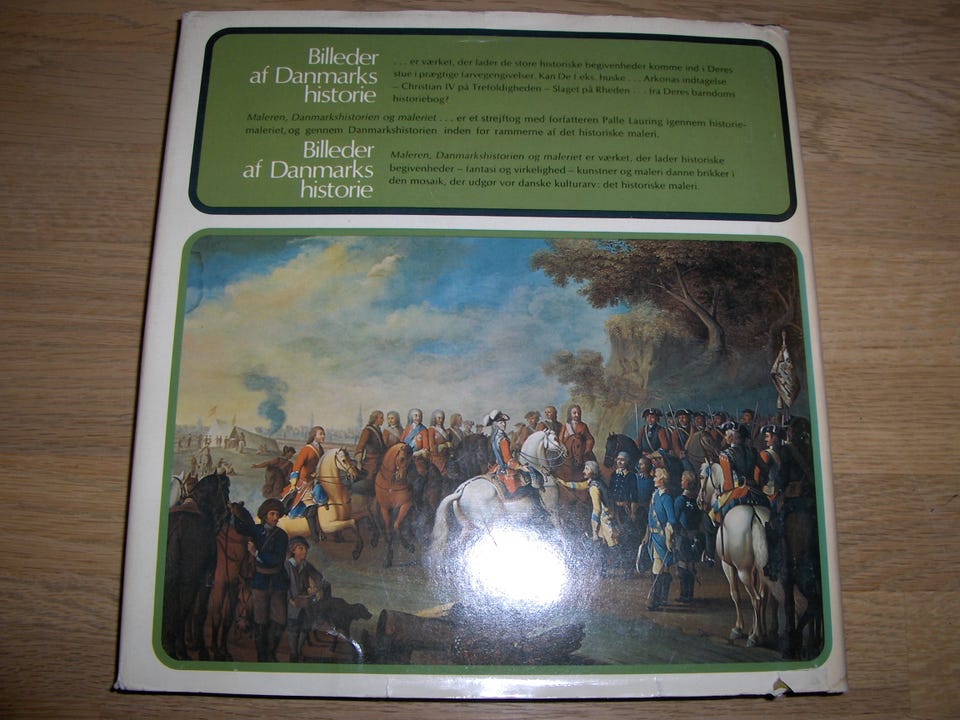 Billeder
af Danmarks
historie
. . . er værket, der lader de store historiske begivenheder komme ind i Deres
stue i prægtige farvegengivelser. Kan De f.eks. huske . . . Arkonas indtagelse
– Christian IV på Trefoldigheden – Slaget på Rheden . . . fra Deres barndoms
historiebog?
Maleren, Danmarkshistorien og maleriet . . . er et strejftog med forfatteren Palle Lauring igennem historie-
maleriet, og gennem Danmarkshistorien inden for rammerne af det historiske maleri.
Billeder
af Danmarks
historie
Maleren, Danmarkshistorien og maleriet er værket, der lader historiske
begivenheder – fantasi og virkelighed – kunstner og maleri danne brikker i
den mosaik, der udgør vor danske kulturarv: det historiske maleri.